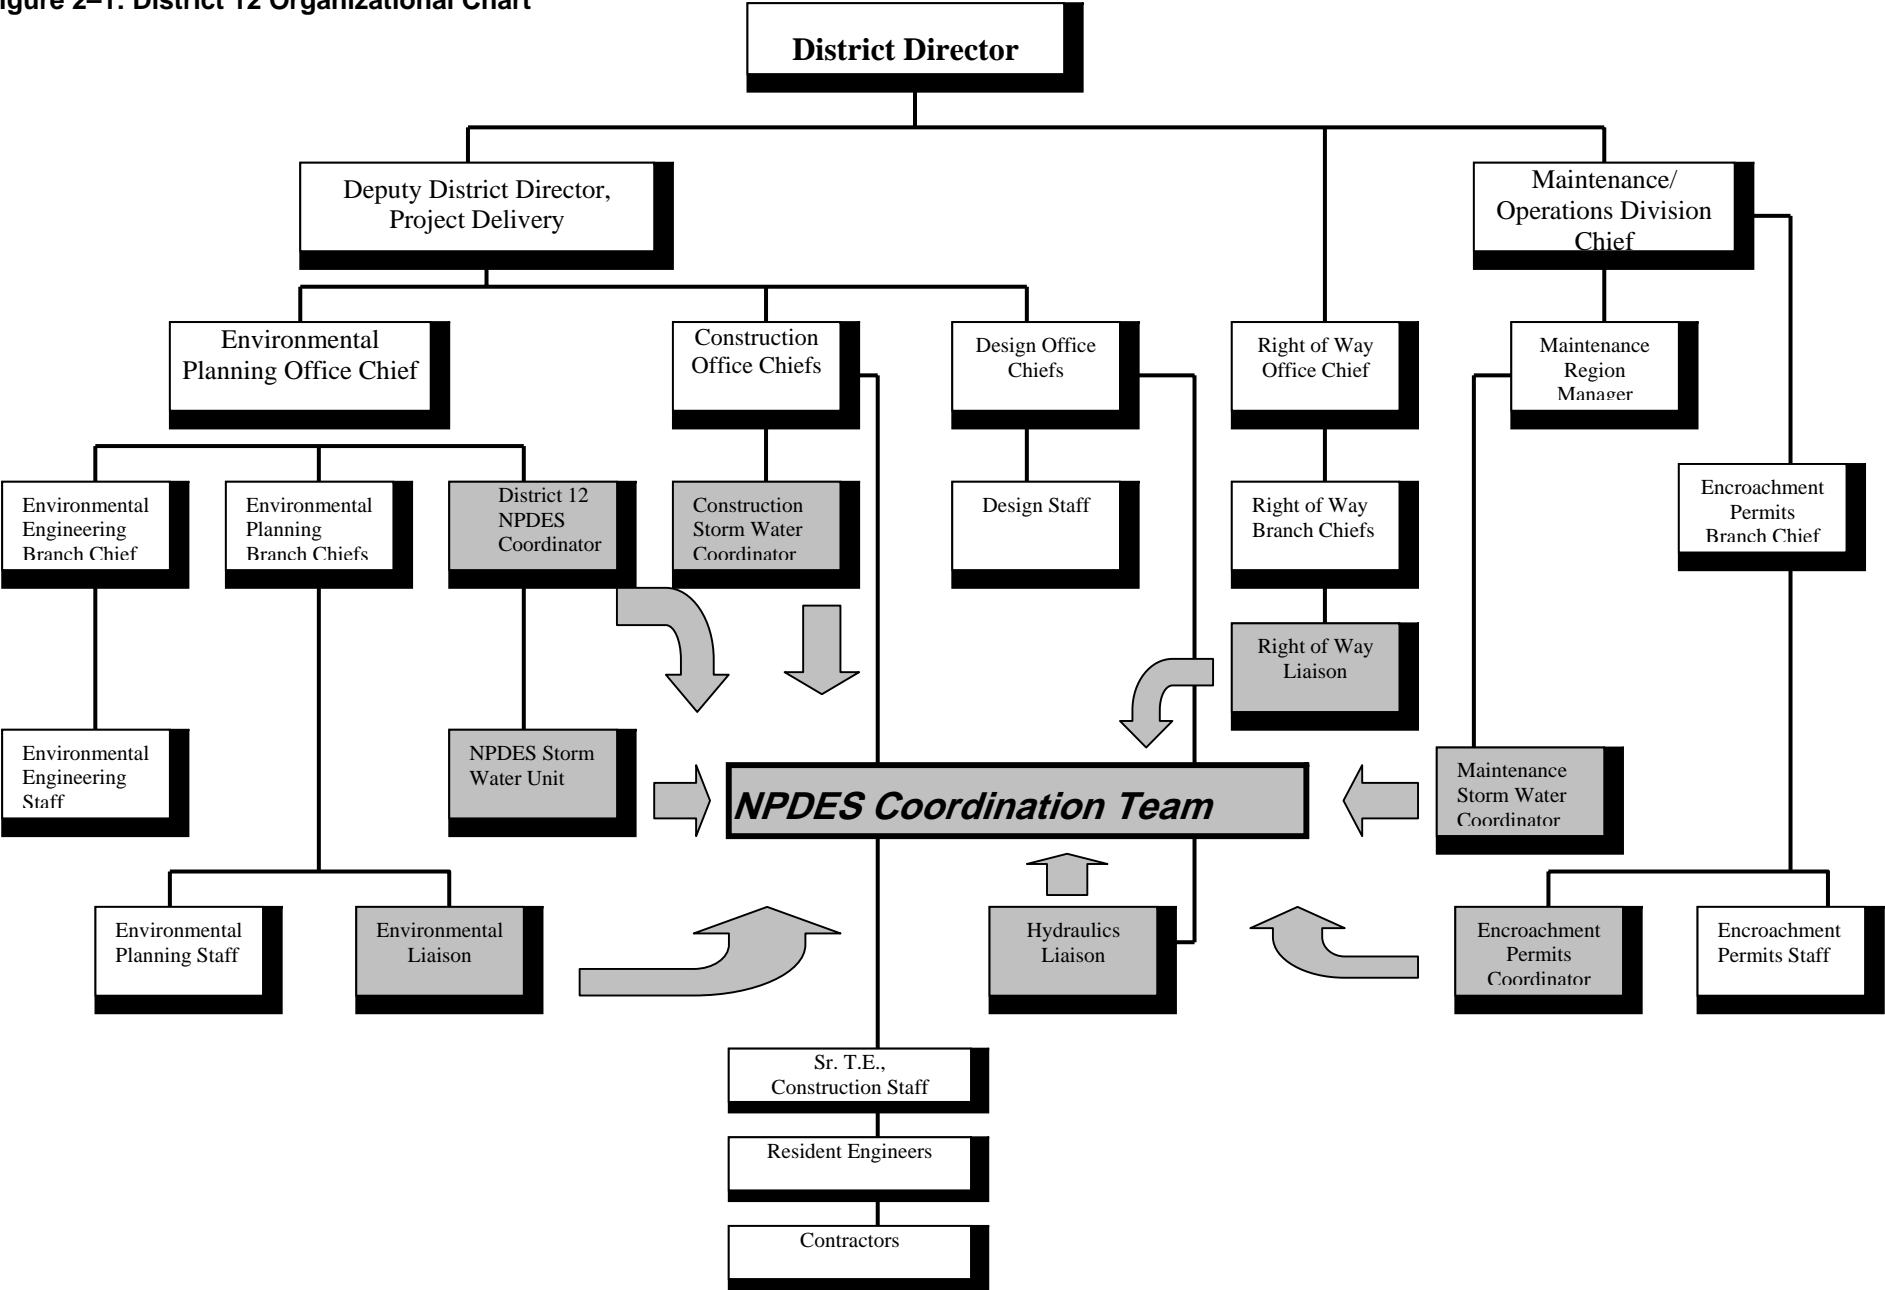 igure 2–1: District 12 Organizational Chart
District Director
Deputy District Director,
Project Delivery
Maintenance/
Operations Division
Chief
Environmental
Planning Office Chief
Construction
Office Chiefs
Design Office
Chiefs
Right of Way
Office Chief
Maintenance
Region
Manager
Environmental
Engineering
Branch Chief
Environmental
Planning
Branch Chiefs
District 12
NPDES
Coordinator
Construction
Storm Water
Coordinator
Design Staff
Right of Way
Branch Chiefs
Encroachment
Permits
Branch Chief
Right of Way
Liaison
Environmental
Engineering
Staff
NPDES Storm
Water Unit
NPDES Coordination Team
Maintenance
Storm Water
Coordinator
Environmental
Planning Staff
Environmental
Liaison
Hydraulics
Liaison
Encroachment
Permits
Coordinator
Encroachment
Permits Staff
Sr. T.E.,
Construction Staff
Resident Engineers
Contractors